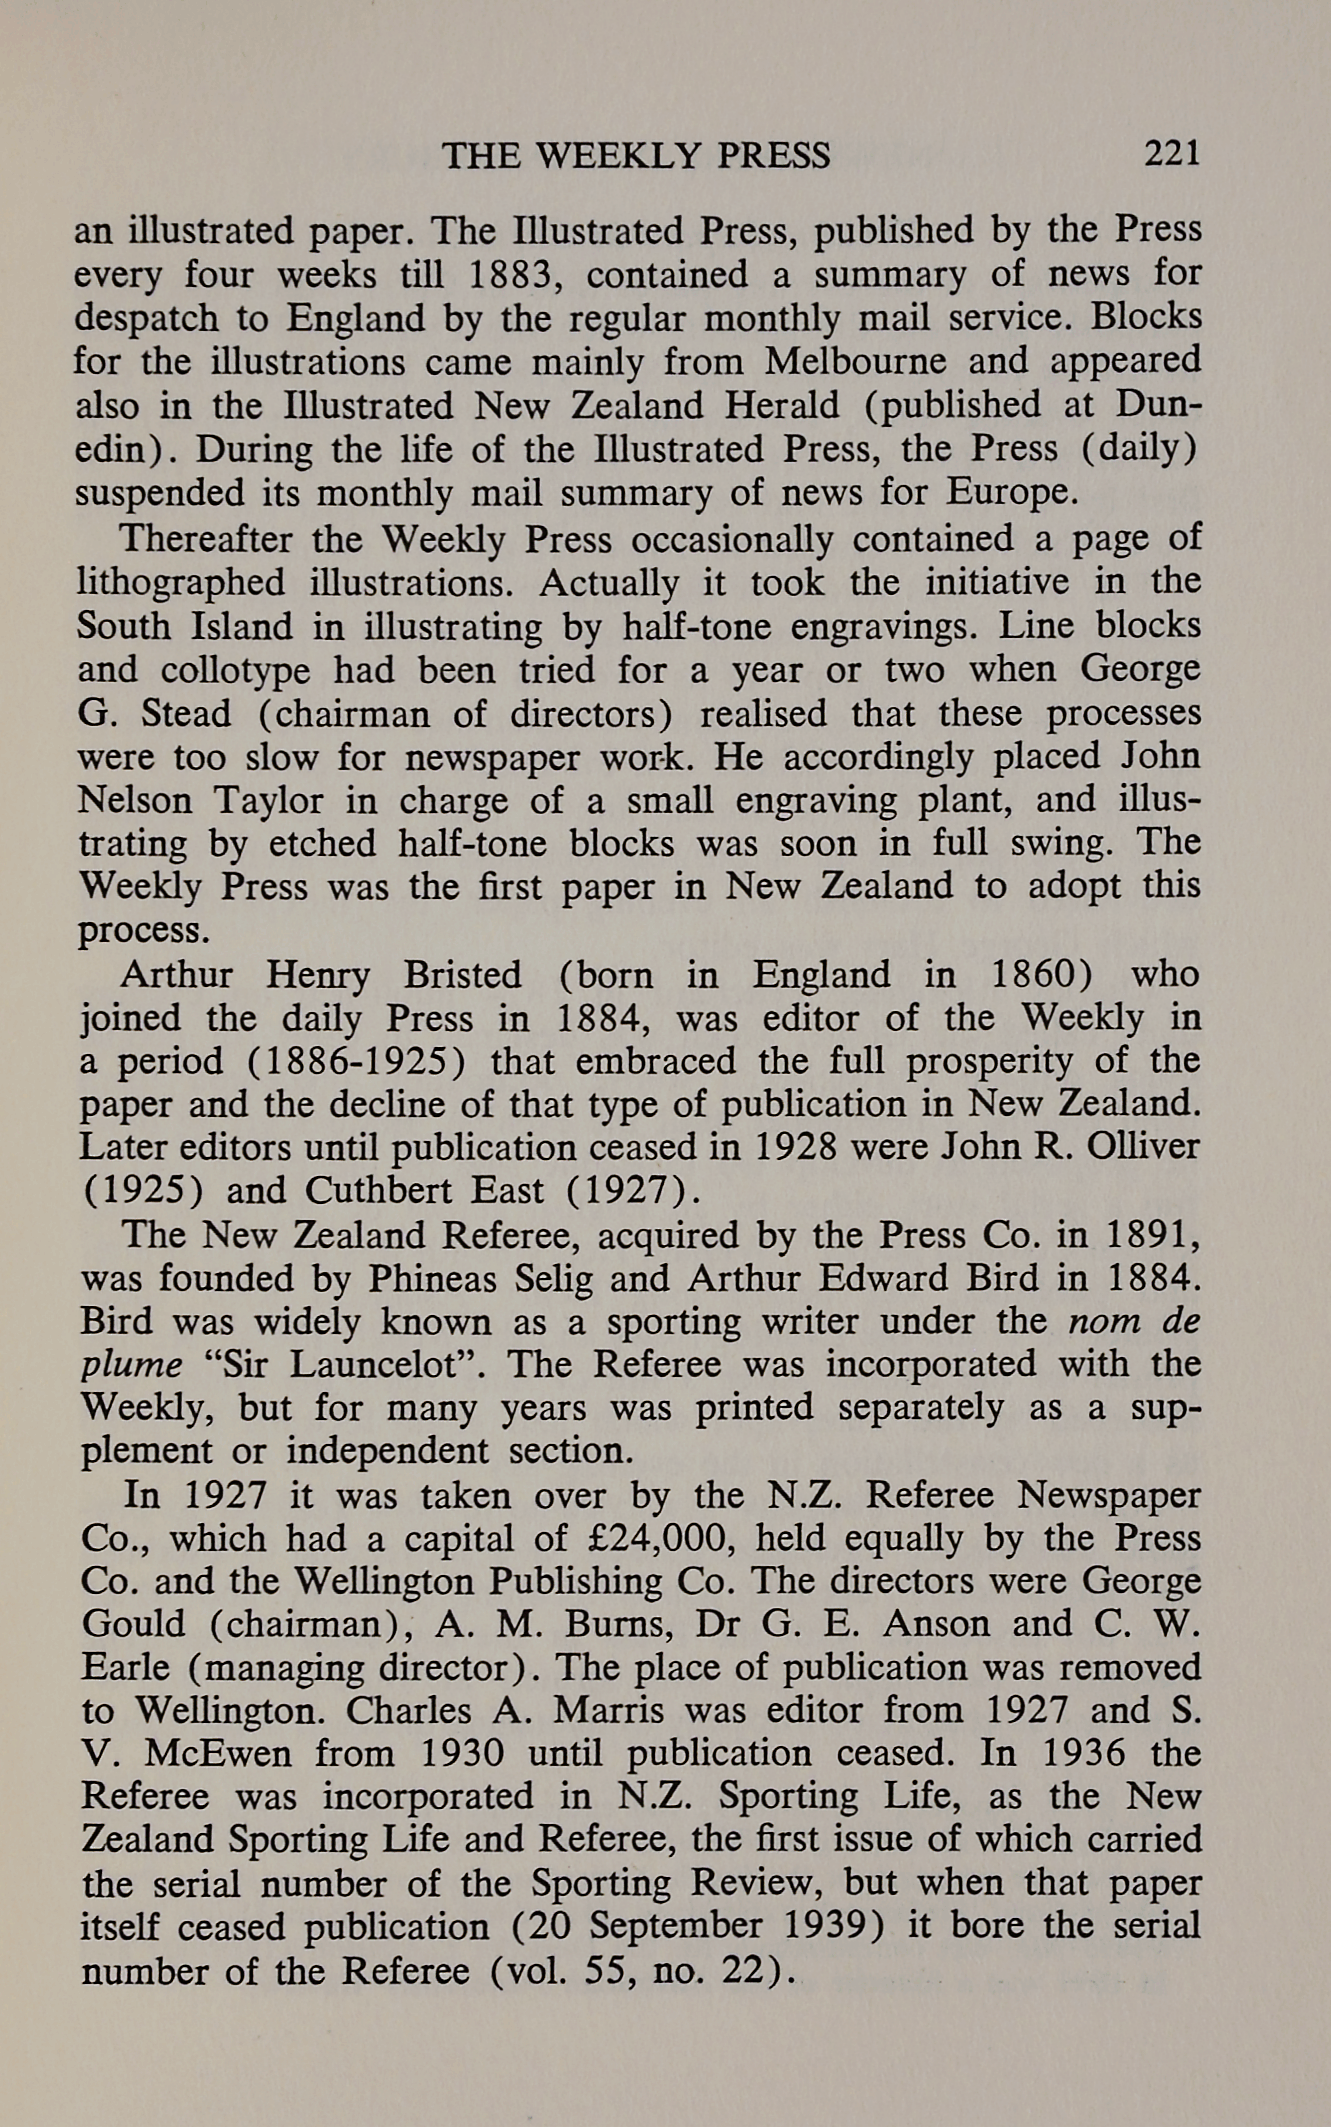 THE WEEKLY PRESS 221
an illustrated paper. The Illustrated Press, published by the Press
every four weeks till 1883, contained a summary of news for
despatch to England by the regular monthly mail service. Blocks
for the illustrations came mainly from Melbourne and appeared
also in the Illustrated New Zealand Herald (published at Dun-
edin). During the life of the Illustrated Press, the Press (daily)
suspended its monthly mail summary of news for Europe.
Thereafter the Weekly Press occasionally contained a page of
lithographed illustrations. Actually it took the initiative in the
South Island in illustrating by half-tone engravings. Line blocks
and collotype had been tried for a year or two when George
G. Stead (chairman of directors) realised that these processes
were too slow for newspaper work. He accordingly placed John
Nelson Taylor in charge of a small engraving plant, and illus-
trating by etched half-tone blocks was soon in full swing. The
Weekly Press was the first paper in New Zealand to adopt this
process.
Arthur Henry Bristed (born in England in 1860) who
joined the daily Press in 1884, was editor of the Weekly in
a period (1886-1925) that embraced the full prosperity of the
paper and the decline of that type of publication in New Zealand.
Later editors until publication ceased in 1928 were John R. Olliver
(1925) and Cuthbert East (1927).
The New Zealand Referee, acquired by the Press Co. in 1891,
was founded by Phineas Selig and Arthur Edward Bird in 1884.
Bird was widely known as a sporting writer under the nom de
plume “Sir Launcelot”. The Referee was incorporated with the
Weekly, but for many years was printed separately as a sup-
plement or independent section.
In 1927 it was taken over by the N.Z. Referee Newspaper
Co., which had a capital of £24,000, held equally by the Press
Co. and the Wellington Publishing Co. The directors were George
Gould (chairman), A. M. Burns, Dr G. E. Anson and C. W.
Earle (managing director). The place of publication was removed
to Wellington. Charles A. Marris was editor from 1927 and S.
V. McEwen from 1930 until publication ceased. In 1936 the
Referee was incorporated in N.Z. Sporting Life, as the New
Zealand Sporting Life and Referee, the first issue of which carried
the serial number of the Sporting Review, but when that paper
itself ceased publication (20 September 1939) it bore the serial
number of the Referee (vol. 55, no. 22).